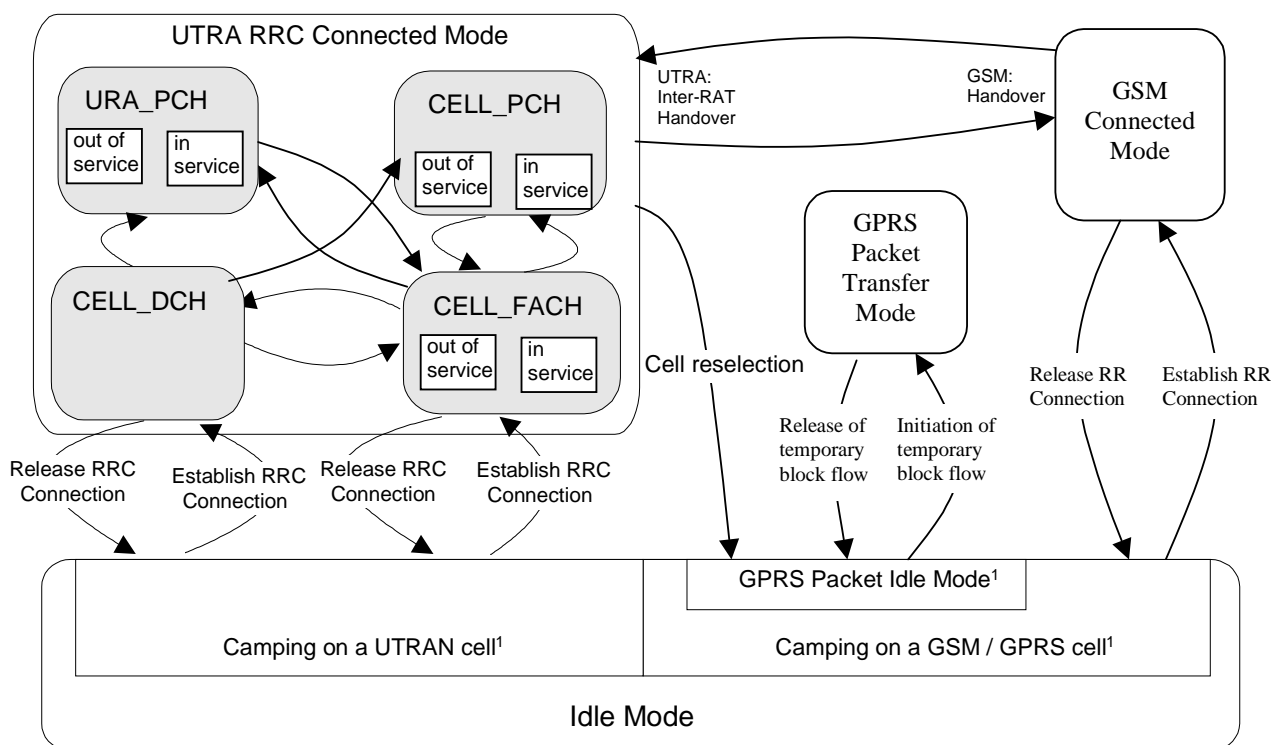 UTRA RRC Connected Mode
URA_PCH
out of
service
in
service
CELL_PCH
out of
service
in
service
CELL_DCH
CELL_FACH
out of
service
in
service
UTRA:
Inter-RAT
Handover
GSM:
Handover
GSM
Connected
Mode
GPRS
Packet
Transfer
Mode
Cell reselection
Release of
temporary
block flow
Initiation of
temporary
block flow
Release RR
Connection
Establish RR
Connection
Release RRC
Connection
Establish RRC
Connection
Release RRC
Connection
Establish RRC
Connection
GPRS Packet Idle Mode¹
Camping on a UTRAN cell¹
Camping on a GSM / GPRS cell¹
Idle Mode